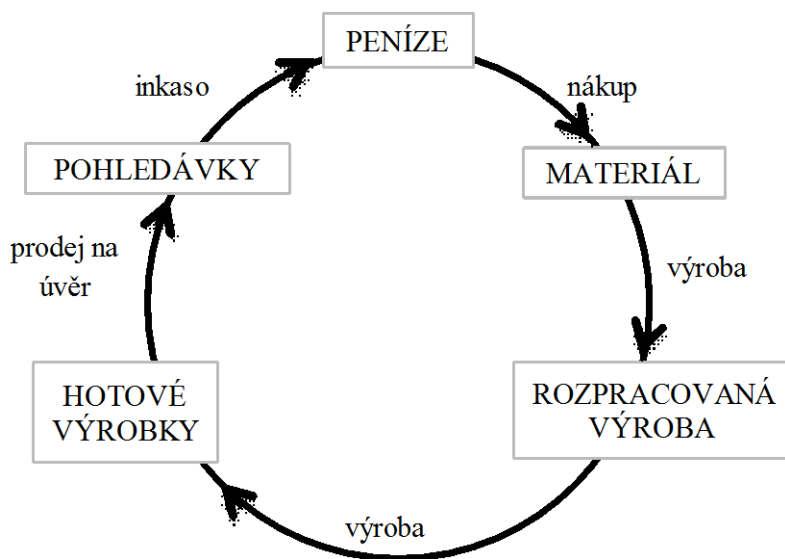 PENÍZE
nákup
MATERIÁL
výroba
ROZPRACOVANÁ
VÝROBA
výroba
HOTOVÉ
VÝROBKY
prodej na
úvěr
POHLEDÁVKY
inkaso